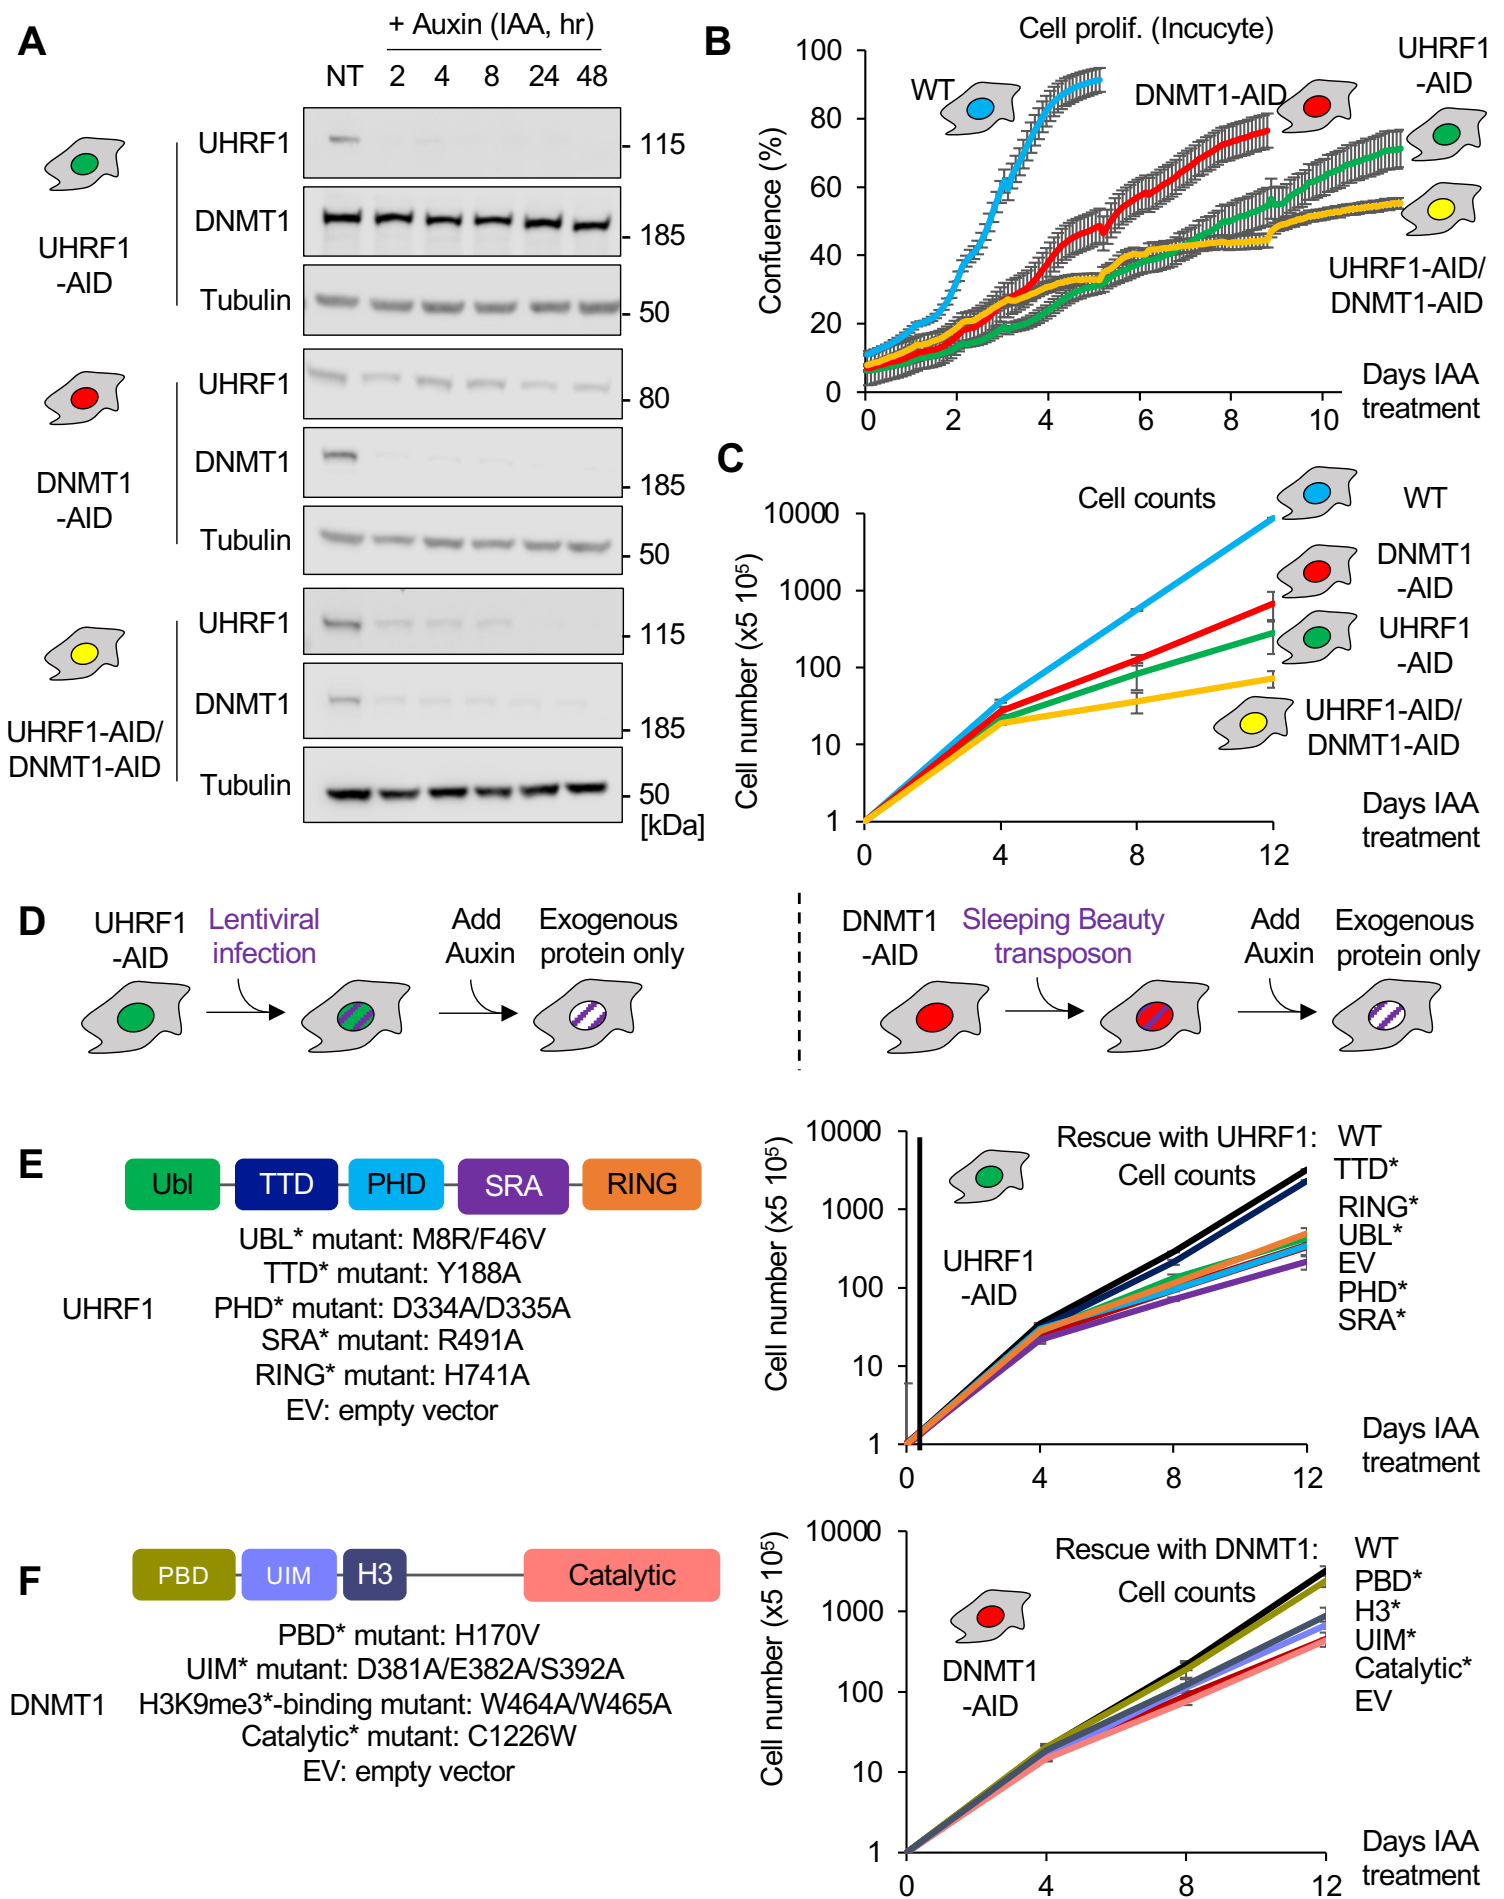 A
+ Auxin (IAA, hr)
NT 2 4 8 24 48
UHRF1
115
DNMT1
185
UHRF1
-AID
Tubulin
50
UHRF1
80
DNMT1
185
DNMT1
-AID
Tubulin
50
UHRF1
115
DNMT1
185
UHRF1-AID/
DNMT1-AID
Tubulin
50
[kDa]
B
Cell prolif. (Incucyte)
Confluence (%)
100
80
60
40
20
0
0 2 4 6 8 10
WT
DNMT1-AID
UHRF1
-AID
UHRF1-AID/
DNMT1-AID
Days IAA
treatment
C
Cell counts
Cell number (x5 10⁵)
10000
1000
100
10
1
0 4 8 12
WT
DNMT1
-AID
UHRF1
-AID
UHRF1-AID/
DNMT1-AID
Days IAA
treatment
D
UHRF1
-AID
Lentiviral
infection
Add
Auxin
Exogenous
protein only
DNMT1
-AID
Sleeping Beauty
transposon
Add
Auxin
Exogenous
protein only
E
Ubl TTD PHD SRA RING
UHRF1
UBL* mutant: M8R/F46V
TTD* mutant: Y188A
PHD* mutant: D334A/D335A
SRA* mutant: R491A
RING* mutant: H741A
EV: empty vector
Cell number (x5 10⁵)
10000
1000
100
10
1
0 4 8 12
Rescue with UHRF1:
Cell counts
UHRF1
-AID
WT
TTD*
RING*
UBL*
EV
PHD*
SRA*
Days IAA
treatment
F
PBD UIM H3 Catalytic
DNMT1
PBD* mutant: H170V
UIM* mutant: D381A/E382A/S392A
H3K9me3*-binding mutant: W464A/W465A
Catalytic* mutant: C1226W
EV: empty vector
Cell number (x5 10⁵)
10000
1000
100
10
1
0 4 8 12
Rescue with DNMT1:
Cell counts
DNMT1
-AID
WT
PBD*
H3*
UIM*
Catalytic*
EV
Days IAA
treatment